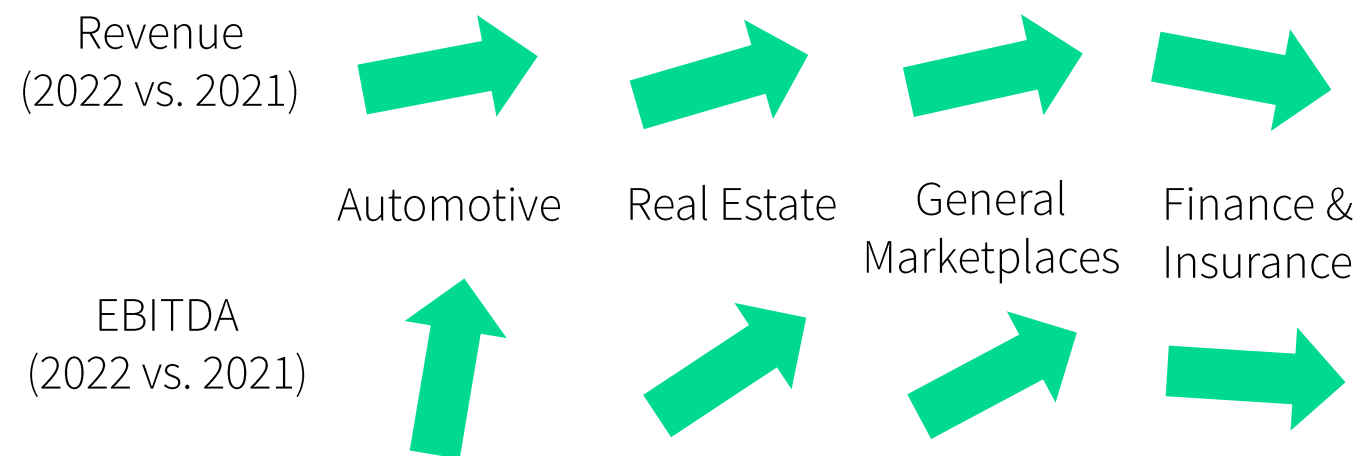 Revenue
(2022 vs. 2021)
Automotive
Real Estate
General
Marketplaces
Finance &
Insurance
EBITDA
(2022 vs. 2021)